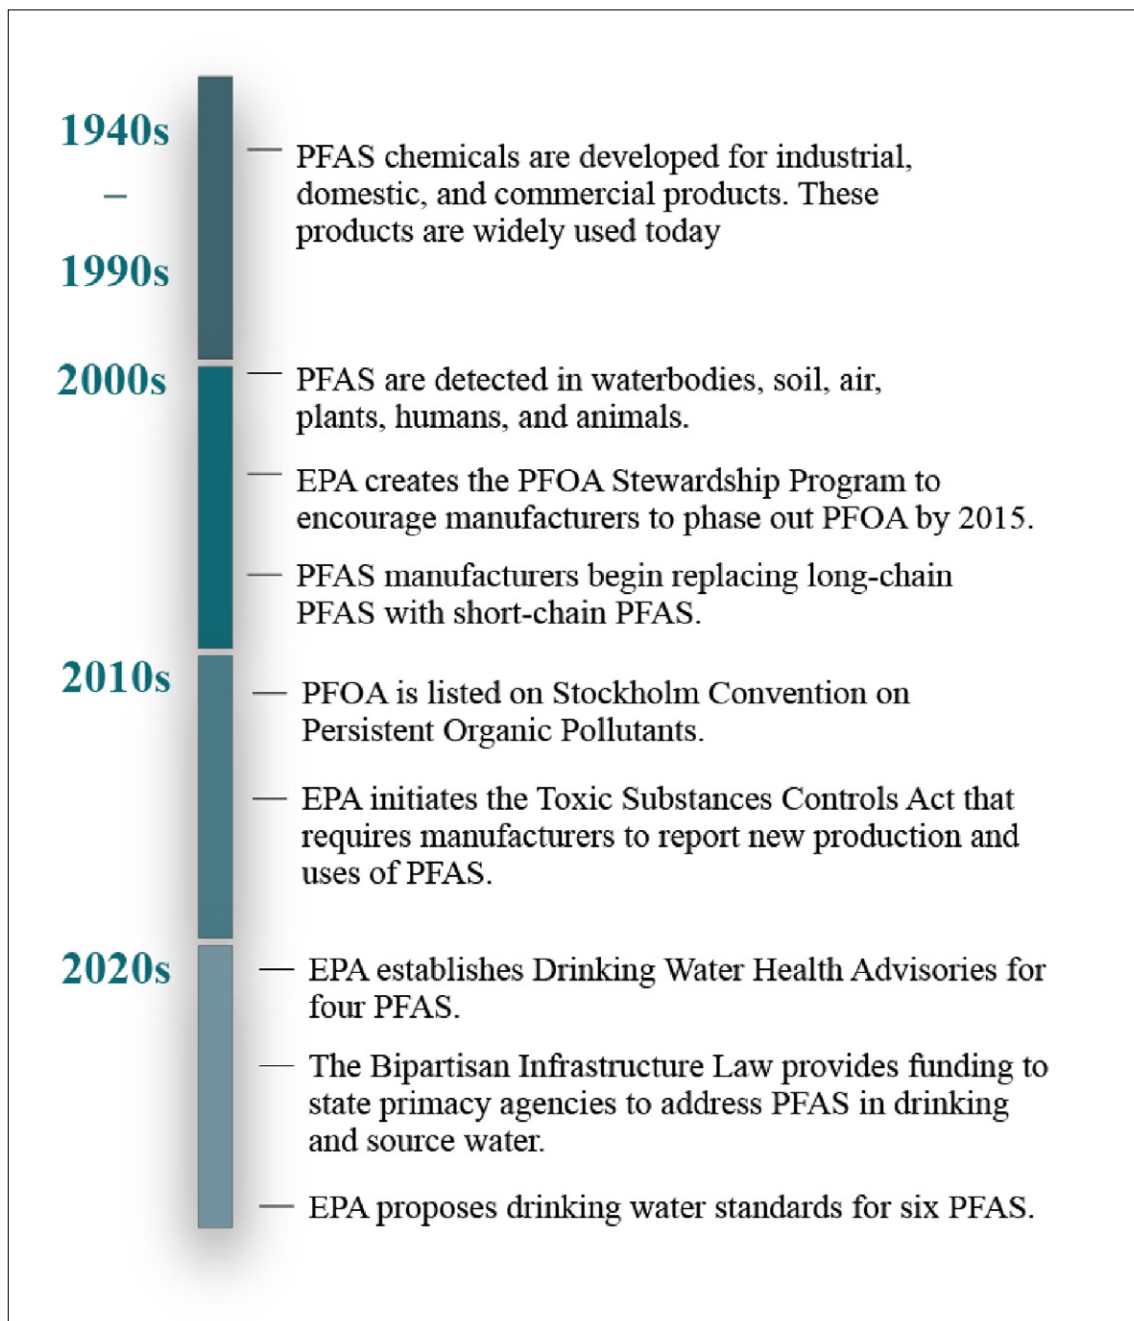 1940s
–
1990s
PFAS chemicals are developed for industrial,
domestic, and commercial products. These
products are widely used today
2000s
PFAS are detected in waterbodies, soil, air,
plants, humans, and animals.
EPA creates the PFOA Stewardship Program to
encourage manufacturers to phase out PFOA by 2015.
PFAS manufacturers begin replacing long-chain
PFAS with short-chain PFAS.
2010s
PFOA is listed on Stockholm Convention on
Persistent Organic Pollutants.
EPA initiates the Toxic Substances Controls Act that
requires manufacturers to report new production and
uses of PFAS.
2020s
EPA establishes Drinking Water Health Advisories for
four PFAS.
The Bipartisan Infrastructure Law provides funding to
state primacy agencies to address PFAS in drinking
and source water.
EPA proposes drinking water standards for six PFAS.